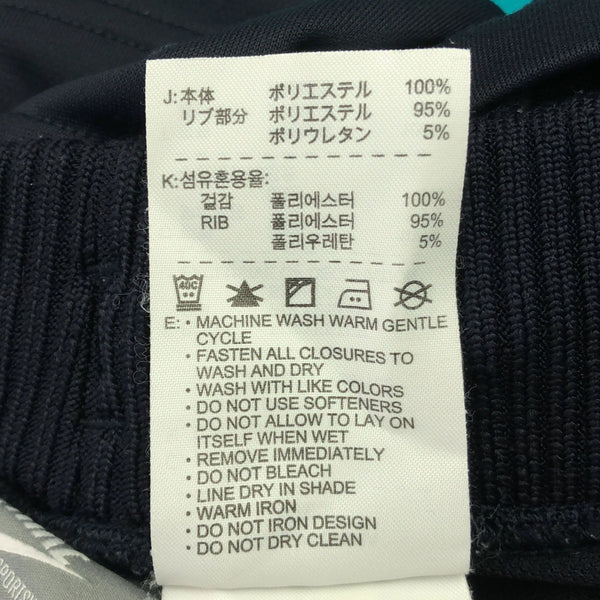 J: 本体 ポリエステル 100%
リブ部分 ポリエステル 95%
ポリウレタン 5%
K: 섬유혼용율:
겉감 폴리에스터 100%
RIB 폴리에스터 95%
폴리우레탄 5%
40C
E: • MACHINE WASH WARM GENTLE
CYCLE
• FASTEN ALL CLOSURES TO
WASH AND DRY
• WASH WITH LIKE COLORS
• DO NOT USE SOFTENERS
• DO NOT ALLOW TO LAY ON
ITSELF WHEN WET
• REMOVE IMMEDIATELY
• DO NOT BLEACH
• LINE DRY IN SHADE
• WARM IRON
• DO NOT IRON DESIGN
• DO NOT DRY CLEAN